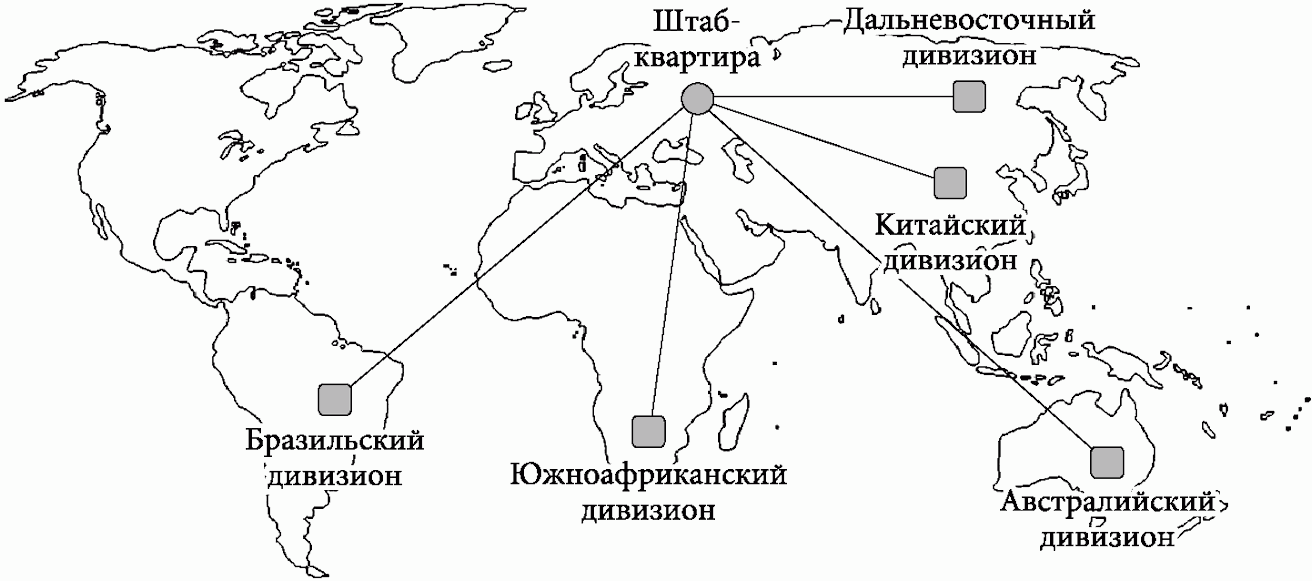 Штаб-
квартира
Дальневосточный
дивизион
Китайский
дивизион
Бразильский
дивизион
Южноафриканский
дивизион
Австралийский
дивизион